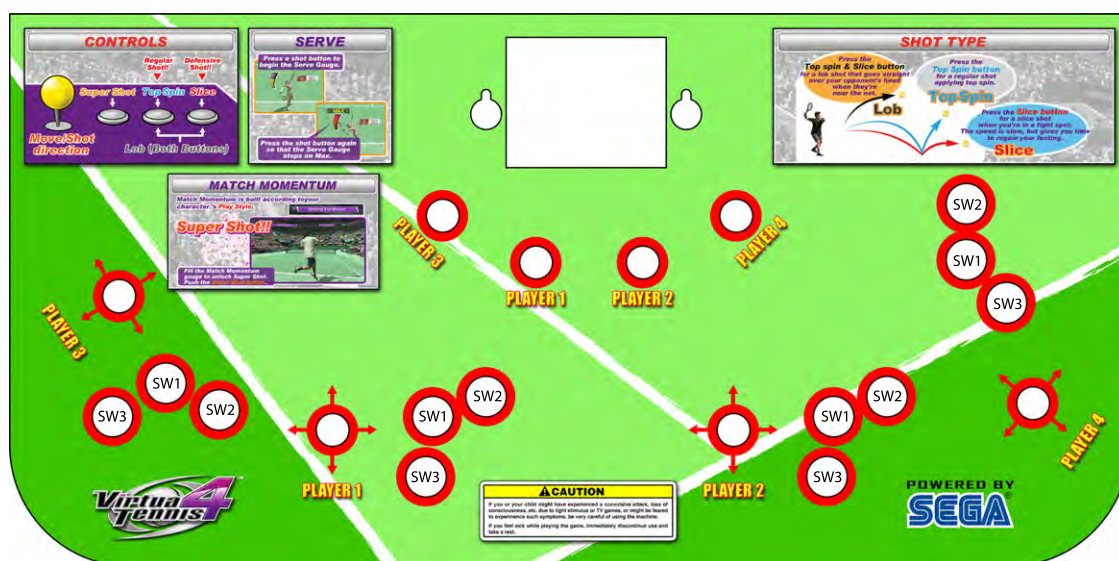 CONTROLS
Regular Shot!!
Defensive Shot!!
Super Shot
TopSpin
Slice
Move/Shot direction
Lob (Both Buttons)
SERVE
Press a shot button to
begin the Serve Gauge.
Press the shot button again
so that the Serve Gauge
stops on Max.
MATCH MOMENTUM
Match Momentum is built according toyour
character.'s Play Style.
Super Shot!!
Fill the Match Momentum
gauge to unlock Super Shot.
Push the Super Shot button.
SHOT TYPE
Press the
Top spin & Slice button
for a lob shot that goes straight
over your opponent's head
when they're
near the net.
Lob
Press the
Top Spin button
for a regular shot
applying top spin.
TopSpin
Press the Slice button
for a slice shot
when you're in a tight spot.
The speed is slow, but gives you time
to regain your footing.
Slice
PLAYER 3
PLAYER 1
PLAYER 2
PLAYER 4
SW2
SW1
SW3
PLAYER 3
SW1
SW3
SW2
PLAYER 1
SW2
SW1
SW3
PLAYER 2
SW2
SW1
SW3
PLAYER 4
Virtua Tennis 4
TM
CAUTION
If you or your child might have experienced a convulsive attack, loss of
consciousness, etc. due to light stimulus or TV games, or might be feared
to experience such symptoms, be very careful of using the machine.
If you feel sick while playing the game, immediately discontinue use and
take a rest.
POWERED BY
SEGA®